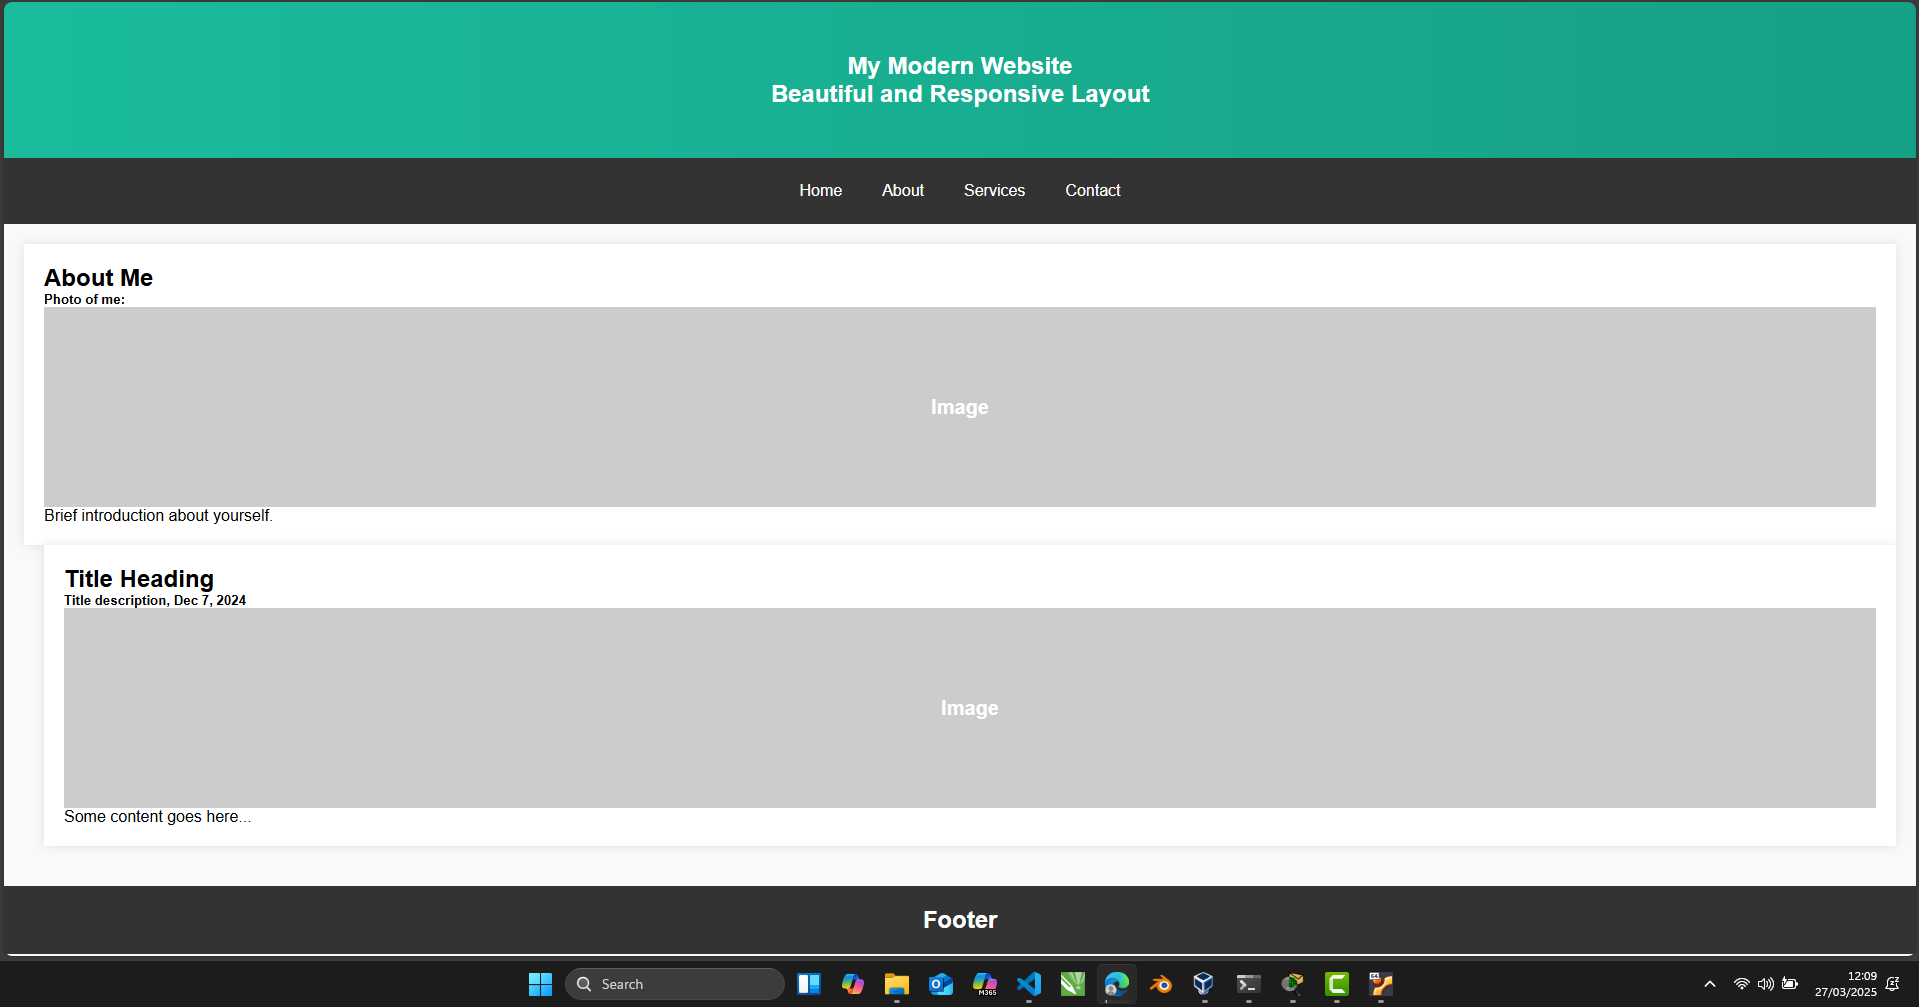 My Modern Website
Beautiful and Responsive Layout
Home About Services Contact
About Me
Photo of me:
Image
Brief introduction about yourself.
Title Heading
Title description, Dec 7, 2024
Image
Some content goes here...
Footer
Search
M365
12:09
27/03/2025